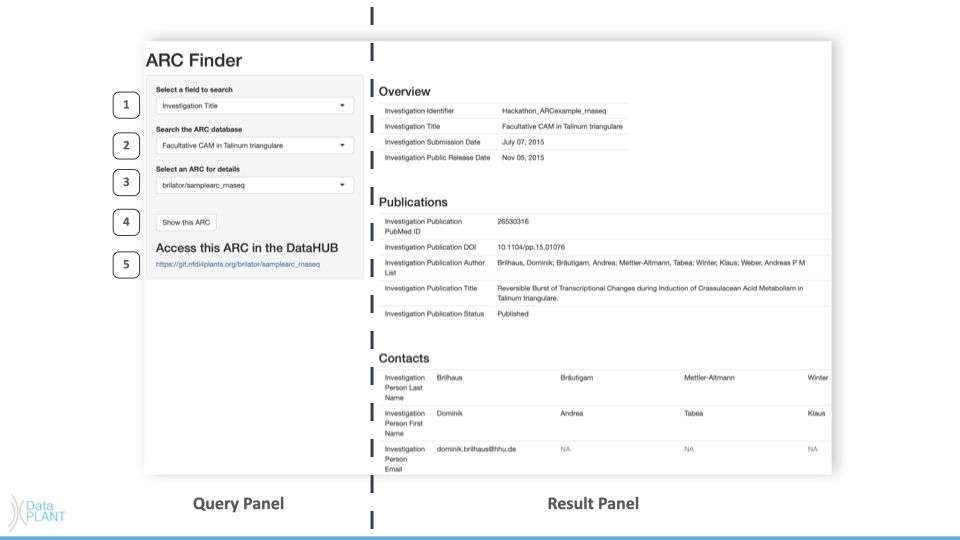 ARC Finder
1
Select a field to search
Investigation Title
2
Search the ARC database
Facultative CAM in Talinum triangulare
3
Select an ARC for details
brilator/samplearc_rnaseq
4
Show this ARC
Access this ARC in the DataHUB
5
https://git.nfdi4plants.org/brilator/samplearc_rnaseq
Overview
Investigation Identifier Hackathon_ARCexample_rnaseq
Investigation Title Facultative CAM in Talinum triangulare
Investigation Submission Date July 07, 2015
Investigation Public Release Date Nov 05, 2015
Publications
Investigation Publication 26530316
PubMed ID
Investigation Publication DOI 10.1104/pp.15.01076
Investigation Publication Author Brilhaus, Dominik; Bräutigam, Andrea; Mettler-Altmann, Tabea; Winter, Klaus; Weber, Andreas P M
List
Investigation Publication Title Reversible Burst of Transcriptional Changes during Induction of Crassulacean Acid Metabolism in
Talinum triangulare.
Investigation Publication Status Published
Contacts
Investigation Brilhaus Bräutigam Mettler-Altmann Winter
Person Last
Name
Investigation Dominik Andrea Tabea Klaus
Person First
Name
Investigation dominik.brilhaus@hhu.de NA NA NA
Person
Email
Query Panel
Result Panel
Data
PLANT